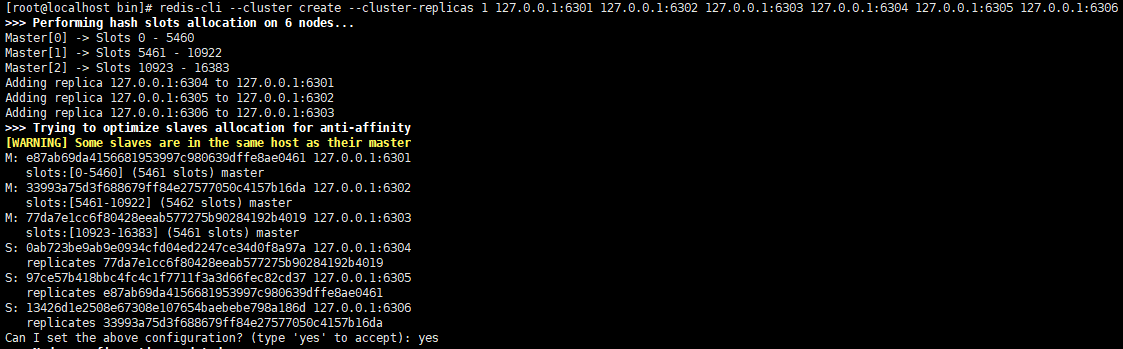 [root@localhost bin]# redis-cli --cluster create --cluster-replicas 1 127.0.0.1:6301 127.0.0.1:6302 127.0.0.1:6303 127.0.0.1:6304 127.0.0.1:6305 127.0.0.1:6306
>>> Performing hash slots allocation on 6 nodes...
Master[0] -> Slots 0 - 5460
Master[1] -> Slots 5461 - 10922
Master[2] -> Slots 10923 - 16383
Adding replica 127.0.0.1:6304 to 127.0.0.1:6301
Adding replica 127.0.0.1:6305 to 127.0.0.1:6302
Adding replica 127.0.0.1:6306 to 127.0.0.1:6303
>>> Trying to optimize slaves allocation for anti-affinity
[WARNING] Some slaves are in the same host as their master
M: e87ab69da4156681953997c980639dffe8ae0461 127.0.0.1:6301
slots:[0-5460] (5461 slots) master
M: 33993a75d3f688679ff84e27577050c4157b16da 127.0.0.1:6302
slots:[5461-10922] (5462 slots) master
M: 77da7e1cc6f80428eeab577275b90284192b4019 127.0.0.1:6303
slots:[10923-16383] (5461 slots) master
S: 0ab723be9ab9e0934cfd04ed2247ce34d0f8a97a 127.0.0.1:6304
replicates 77da7e1cc6f80428eeab577275b90284192b4019
S: 97ce57b418bbc4fc4c1f7711f3a3d66fec82cd37 127.0.0.1:6305
replicates e87ab69da4156681953997c980639dffe8ae0461
S: 13426d1e2508e67308e107654baebebe798a186d 127.0.0.1:6306
replicates 33993a75d3f688679ff84e27577050c4157b16da
Can I set the above configuration? (type 'yes' to accept): yes